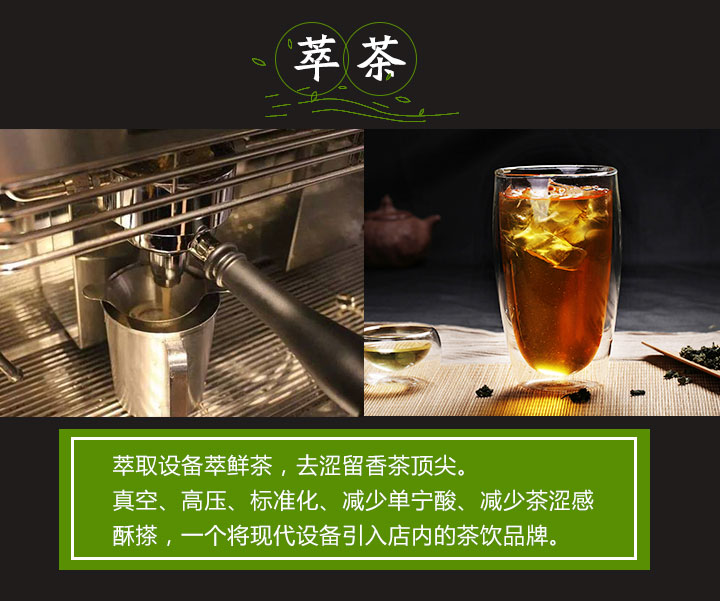 萃茶
萃取设备萃鲜茶，去涩留香茶顶尖。
真空、高压、标准化、减少单宁酸、减少茶涩感
酥搽，一个将现代设备引入店内的茶饮品牌。